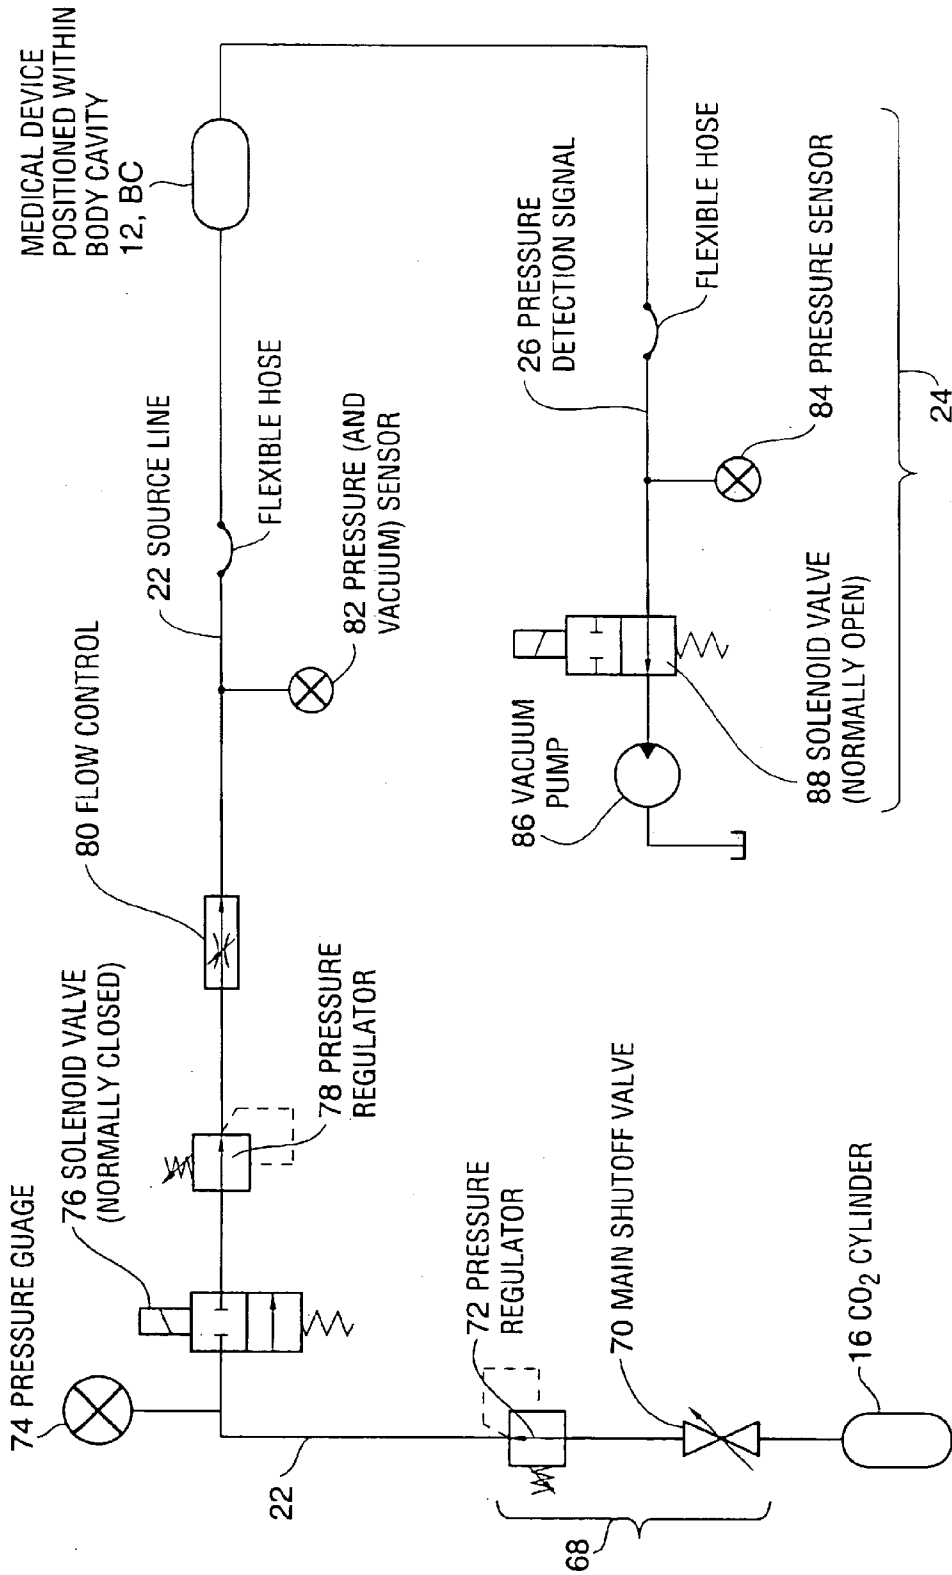 74 PRESSURE GUAGE
76 SOLENOID VALVE
(NORMALLY CLOSED)
80 FLOW CONTROL
22 SOURCE LINE
FLEXIBLE HOSE
MEDICAL DEVICE
POSITIONED WITHIN
BODY CAVITY
12, BC
78 PRESSURE
REGULATOR
82 PRESSURE (AND
VACUUM) SENSOR
22
72 PRESSURE
REGULATOR
70 MAIN SHUTOFF VALVE
16 CO₂ CYLINDER
68
86 VACUUM
PUMP
88 SOLENOID VALVE
(NORMALLY OPEN)
26 PRESSURE
DETECTION SIGNAL
FLEXIBLE HOSE
84 PRESSURE SENSOR
24